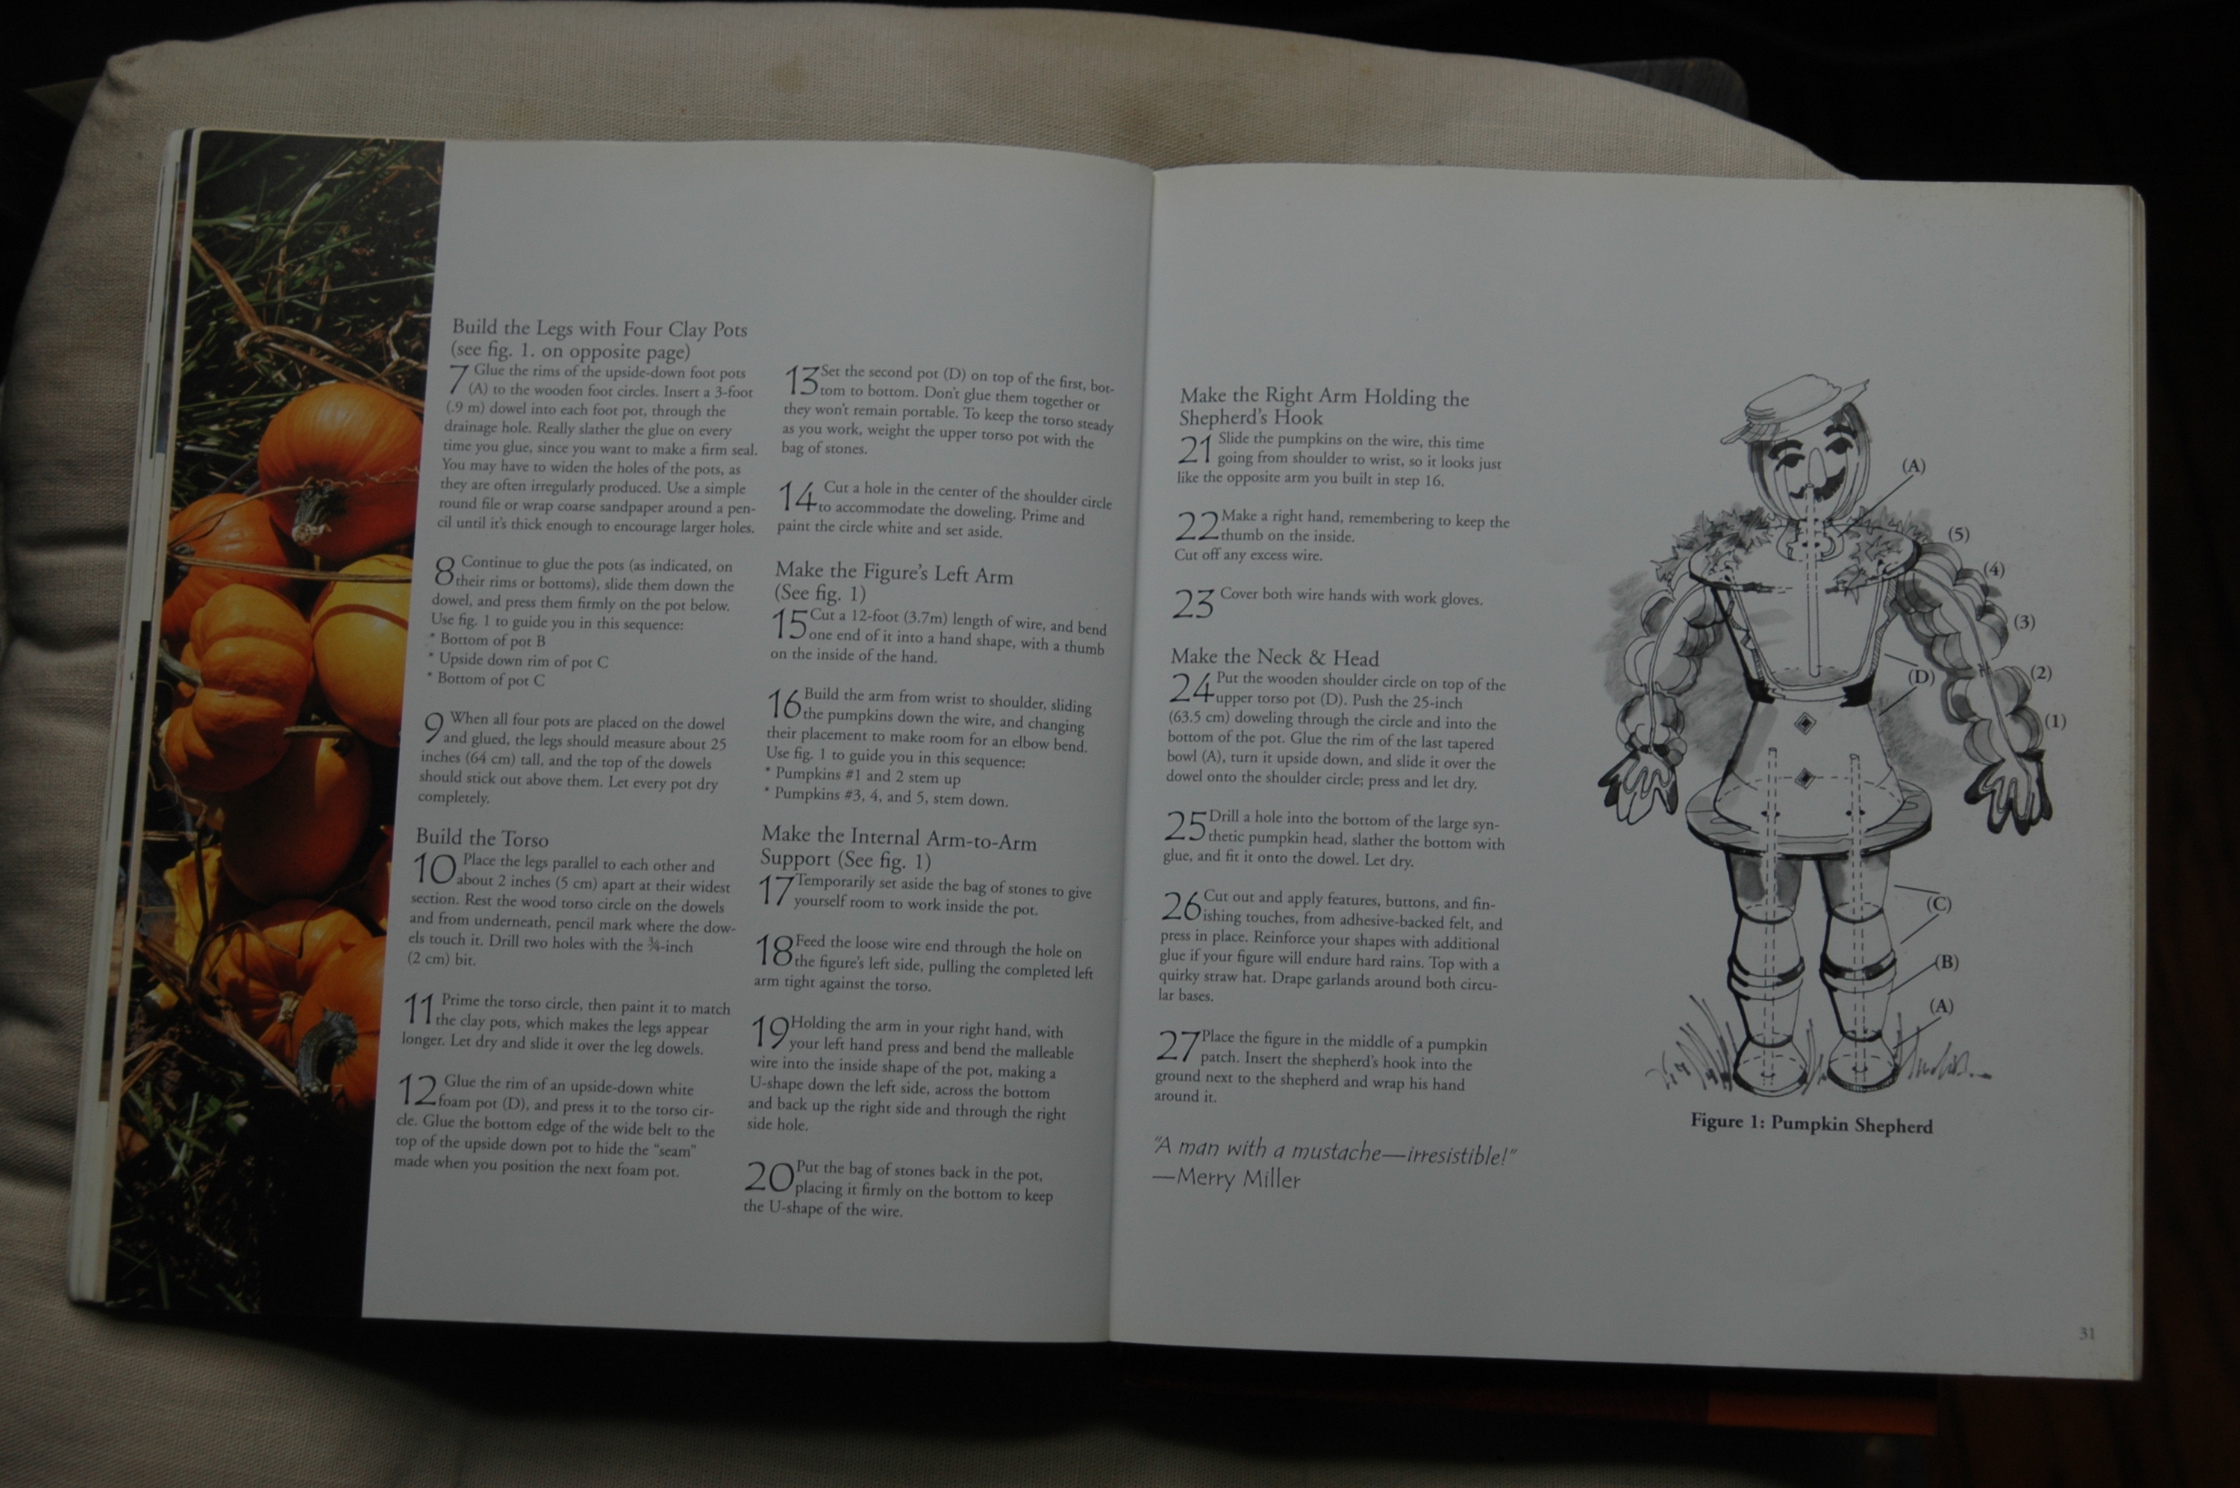 Build the Legs with Four Clay Pots
(see fig. 1. on opposite page)
7 Glue the rims of the upside-down foot pots
(A) to the wooden foot circles. Insert a 3-foot
(.9 m) dowel into each foot pot, through the
drainage hole. Really slather the glue on every
time you glue, since you want to make a firm seal.
You may have to widen the holes of the pots, as
they are often irregularly produced. Use a simple
round file or wrap coarse sandpaper around a pen-
cil until it's thick enough to encourage larger holes.
8 Continue to glue the pots (as indicated, on
their rims or bottoms), slide them down the
dowel, and press them firmly on the pot below.
Use fig. 1 to guide you in this sequence:
* Bottom of pot B
* Upside down rim of pot C
* Bottom of pot C
9 When all four pots are placed on the dowel
and glued, the legs should measure about 25
inches (64 cm) tall, and the top of the dowels
should stick out above them. Let every pot dry
completely.
Build the Torso
10 Place the legs parallel to each other and
about 2 inches (5 cm) apart at their widest
section. Rest the wood torso circle on the dowels
and from underneath, pencil mark where the dow-
els touch it. Drill two holes with the ¾-inch
(2 cm) bit.
11 Prime the torso circle, then paint it to match
the clay pots, which makes the legs appear
longer. Let dry and slide it over the leg dowels.
12 Glue the rim of an upside-down white
foam pot (D), and press it to the torso cir-
cle. Glue the bottom edge of the wide belt to the
top of the upside down pot to hide the "seam"
made when you position the next foam pot.
13 Set the second pot (D) on top of the first, bot-
tom to bottom. Don't glue them together or
they won't remain portable. To keep the torso steady
as you work, weight the upper torso pot with the
bag of stones.
14 Cut a hole in the center of the shoulder circle
to accommodate the doweling. Prime and
paint the circle white and set aside.
Make the Figure's Left Arm
(See fig. 1)
15 Cut a 12-foot (3.7m) length of wire, and bend
one end of it into a hand shape, with a thumb
on the inside of the hand.
16 Build the arm from wrist to shoulder, sliding
the pumpkins down the wire, and changing
their placement to make room for an elbow bend.
Use fig. 1 to guide you in this sequence:
* Pumpkins #1 and 2 stem up
* Pumpkins #3, 4, and 5, stem down.
Make the Internal Arm-to-Arm
Support (See fig. 1)
17 Temporarily set aside the bag of stones to give
yourself room to work inside the pot.
18 Feed the loose wire end through the hole on
the figure's left side, pulling the completed left
arm tight against the torso.
19 Holding the arm in your right hand, with
your left hand press and bend the malleable
wire into the inside shape of the pot, making a
U-shape down the left side, across the bottom
and back up the right side and through the right
side hole.
20 Put the bag of stones back in the pot,
placing it firmly on the bottom to keep
the U-shape of the wire.
Make the Right Arm Holding the
Shepherd's Hook
21 Slide the pumpkins on the wire, this time
going from shoulder to wrist, so it looks just
like the opposite arm you built in step 16.
22 Make a right hand, remembering to keep the
thumb on the inside.
Cut off any excess wire.
23 Cover both wire hands with work gloves.
Make the Neck & Head
24 Put the wooden shoulder circle on top of the
upper torso pot (D). Push the 25-inch
(63.5 cm) doweling through the circle and into the
bottom of the pot. Glue the rim of the last tapered
bowl (A), turn it upside down, and slide it over the
dowel onto the shoulder circle; press and let dry.
25 Drill a hole into the bottom of the large syn-
thetic pumpkin head, slather the bottom with
glue, and fit it onto the dowel. Let dry.
26 Cut out and apply features, buttons, and fin-
ishing touches, from adhesive-backed felt, and
press in place. Reinforce your shapes with additional
glue if your figure will endure hard rains. Top with a
quirky straw hat. Drape garlands around both circu-
lar bases.
27 Place the figure in the middle of a pumpkin
patch. Insert the shepherd's hook into the
ground next to the shepherd and wrap his hand
around it.
"A man with a mustache—irresistible!"
—Merry Miller
(A)
(5)
(4)
(3)
(2)
(D)
(1)
(C)
(B)
(A)
Figure 1: Pumpkin Shepherd
31